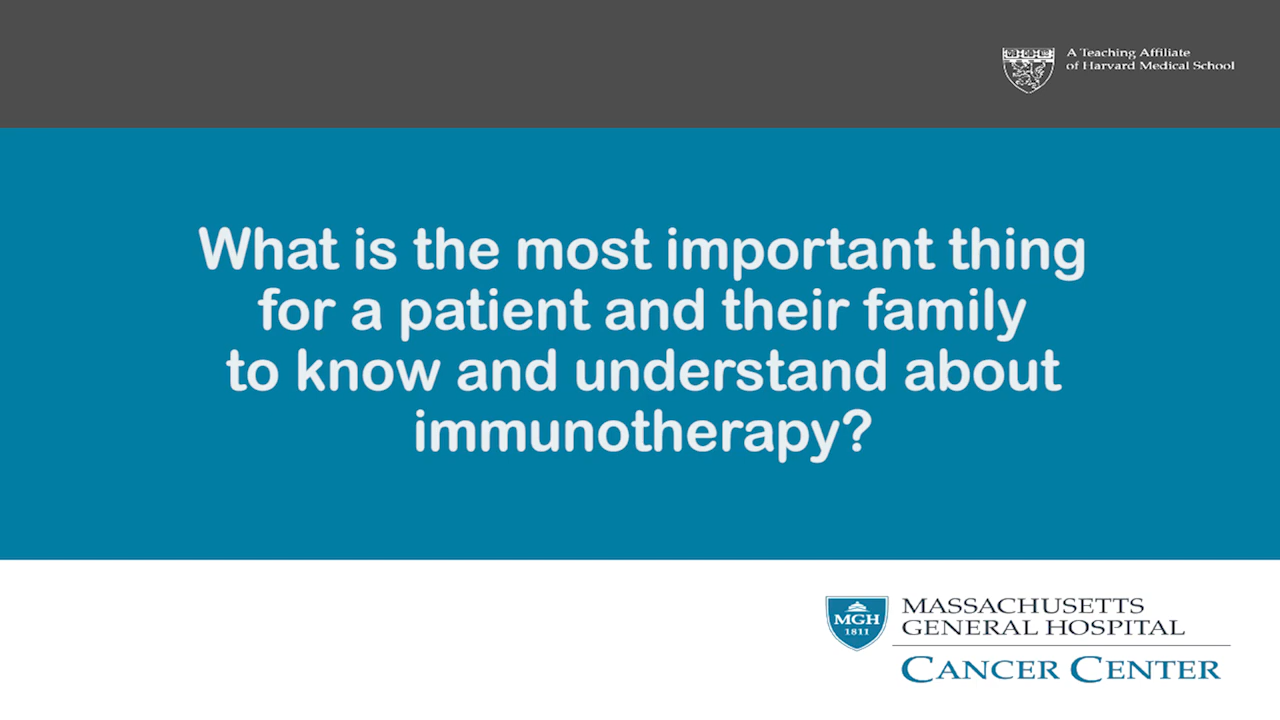 A Teaching Affiliate
of Harvard Medical School
What is the most important thing
for a patient and their family
to know and understand about
immunotherapy?
MGH
1811
MASSACHUSETTS
GENERAL HOSPITAL
CANCER CENTER